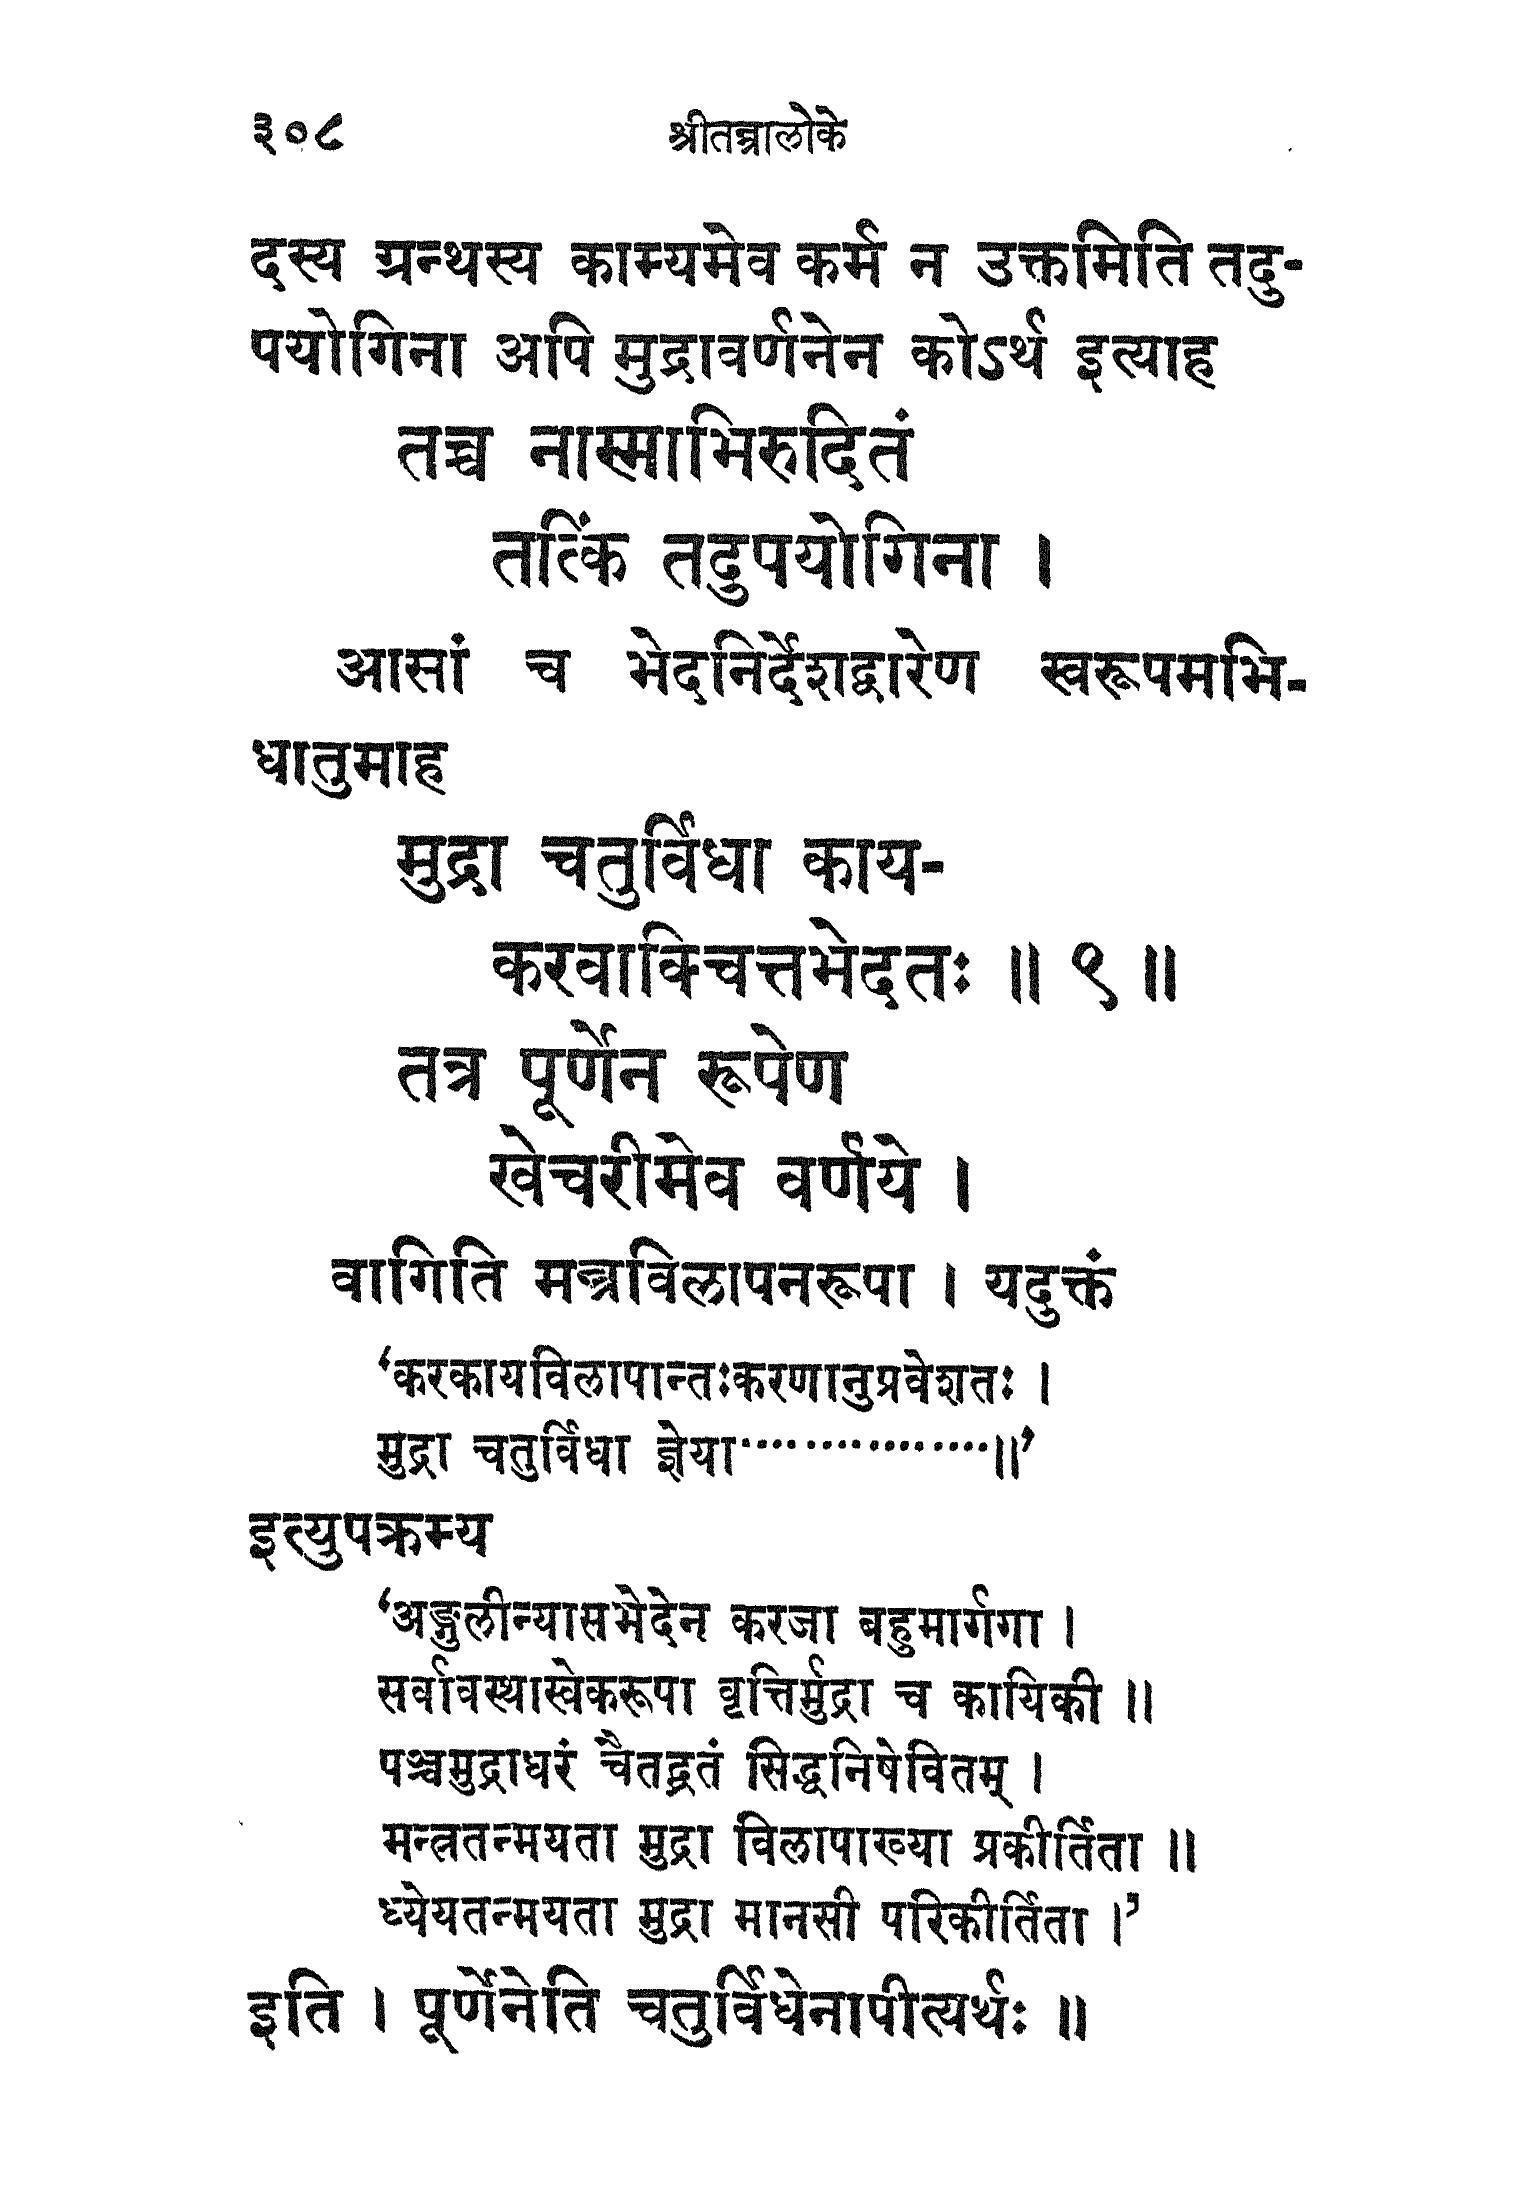 ३०८ श्रीतन्त्रालोके
दस्य ग्रन्थस्य काम्यमेव कर्म न उक्तमिति तदु-
पयोगिना अपि मुद्रावर्णनेन कोऽर्थ इत्याह
तच्च नास्माभिरुदितं
तत्किं तदुपयोगिना ।
आसां च भेदनिर्देशद्वारेण स्वरूपमभि-
धातुमाह
मुद्रा चतुर्विधा काय-
करवाक्चित्तभेदतः ॥ ९ ॥
तत्र पूर्णेन रूपेण
खेचरीमेव वर्णये ।
वागिति मन्त्रविलापनरूपा । यदुक्तं
‘करकायविलापान्तःकरणानुप्रवेशतः ।
मुद्रा चतुर्विधा ज्ञेया················॥’
इत्युपक्रम्य
‘अङ्गुलीन्यासभेदेन करजा बहुमार्गगा ।
सर्वावस्थास्वेकरूपा वृत्तिर्मुद्रा च कायिकी ॥
पञ्चमुद्राधरं चैतद्व्रतं सिद्धनिषेवितम् ।
मन्त्रतन्मयता मुद्रा विलापाख्या प्रकीर्तिता ॥
ध्येयतन्मयता मुद्रा मानसी परिकीर्तिता ।’
इति । पूर्णेनेति चतुर्विधेनापीत्यर्थः ॥